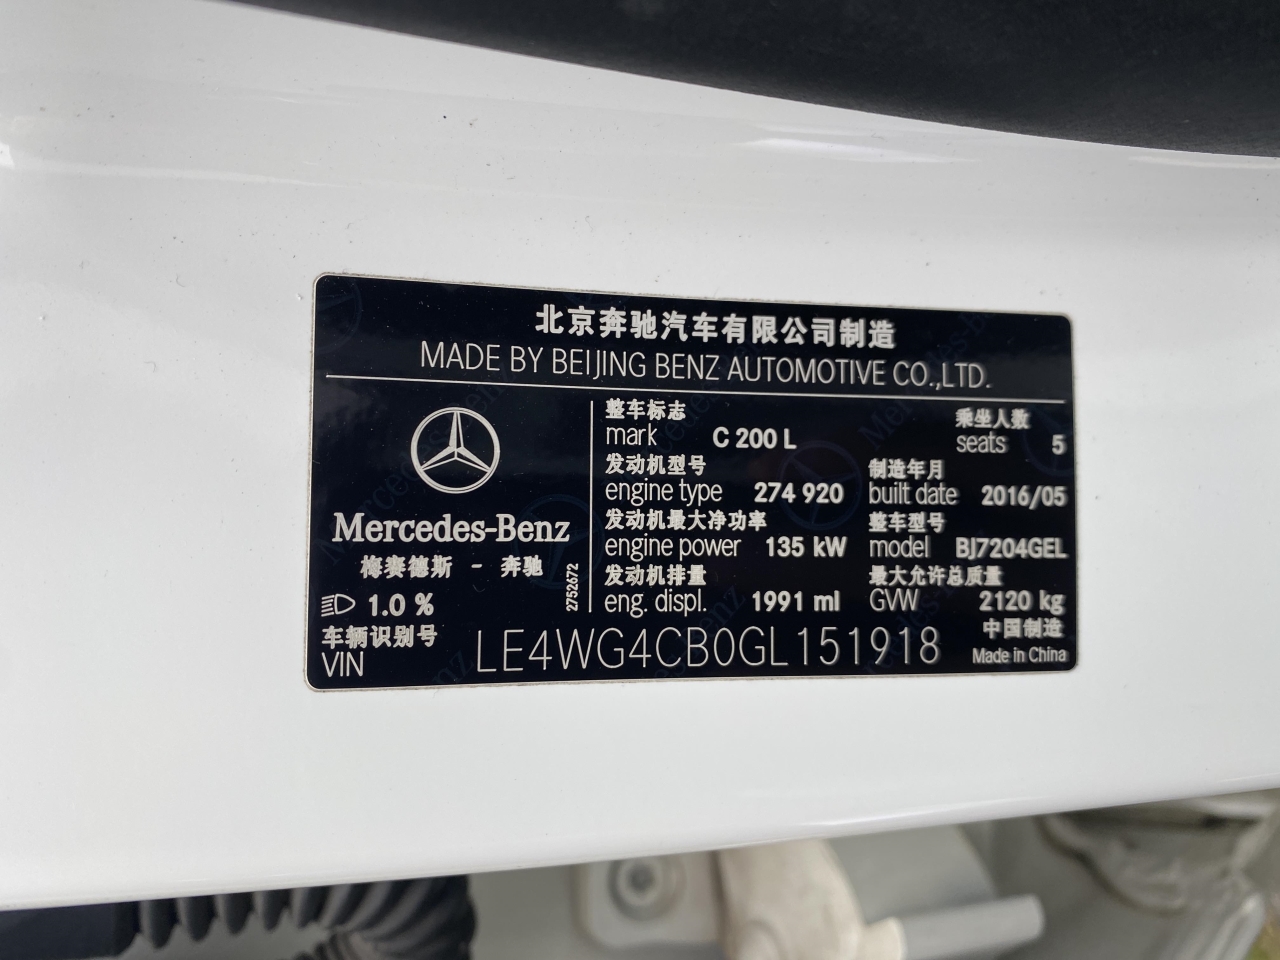 北京奔驰汽车有限公司制造
MADE BY BEIJING BENZ AUTOMOTIVE CO.,LTD.
Mercedes-Benz
梅赛德斯 - 奔驰
1.0 %
2752672
整车标志
mark C 200 L
乘坐人数
seats 5
发动机型号
engine type 274 920
制造年月
built date 2016/05
发动机最大净功率
engine power 135 kW
整车型号
model BJ7204GEL
发动机排量
eng. displ. 1991 ml
最大允许总质量
GVW 2120 kg
车辆识别号
VIN LE4WG4CB0GL151918
中国制造
Made in China